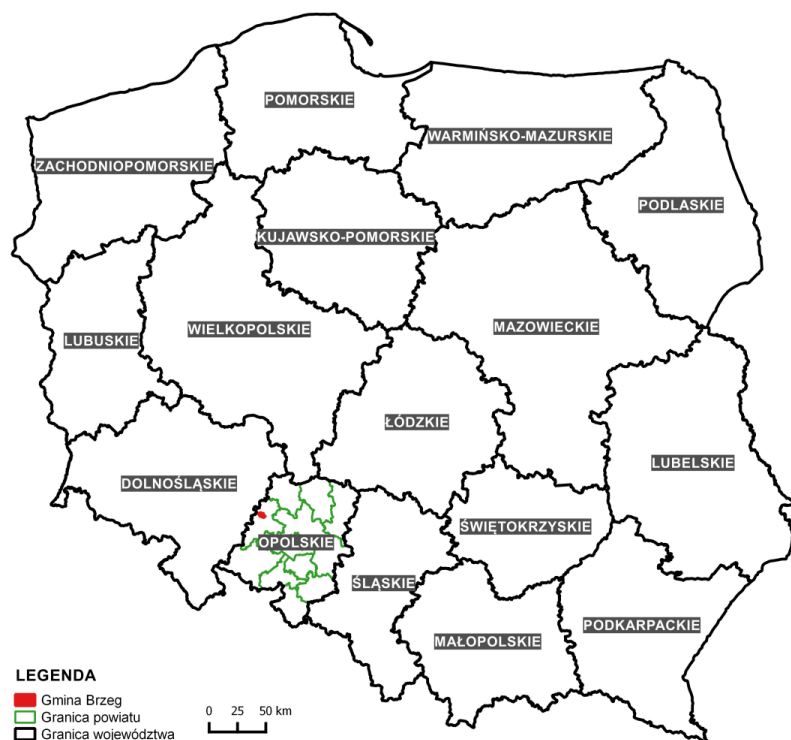 POMORSKIE
WARMIŃSKO-MAZURSKIE
ZACHODNIOPOMORSKIE
PODLASKIE
KUJAWSKO-POMORSKIE
WIELKOPOLSKIE
MAZOWIECKIE
LUBUSKIE
ŁÓDZKIE
LUBELSKIE
DOLNOŚLĄSKIE
ŚWIĘTOKRZYSKIE
OPOLSKIE
ŚLĄSKIE
PODKARPACKIE
MAŁOPOLSKIE
LEGENDA
Gmina Brzeg
Granica powiatu
Granica województwa
0 25 50 km